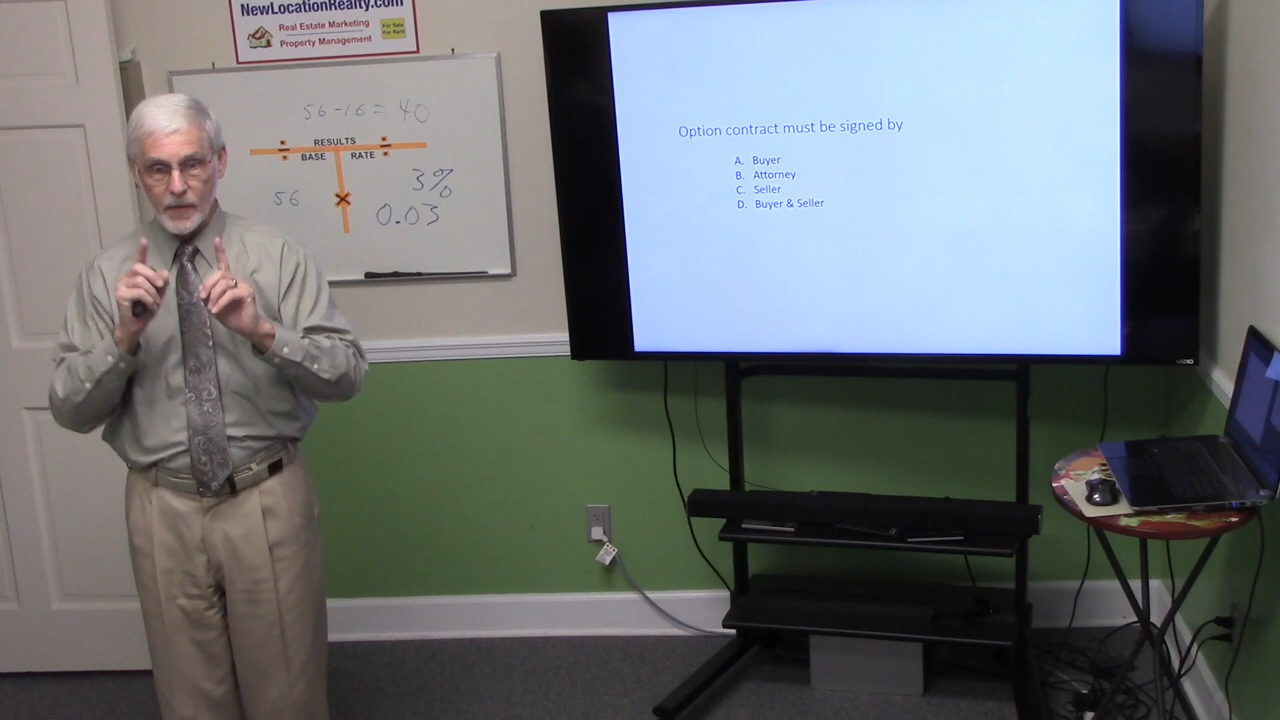 NewLocationRealty.com
Real Estate Marketing
Property Management
For Sale
For Rent
56-16= 40
RESULTS
BASE RATE
56
3%
0.03
Option contract must be signed by
A. Buyer
B. Attorney
C. Seller
D. Buyer & Seller
VIZIO